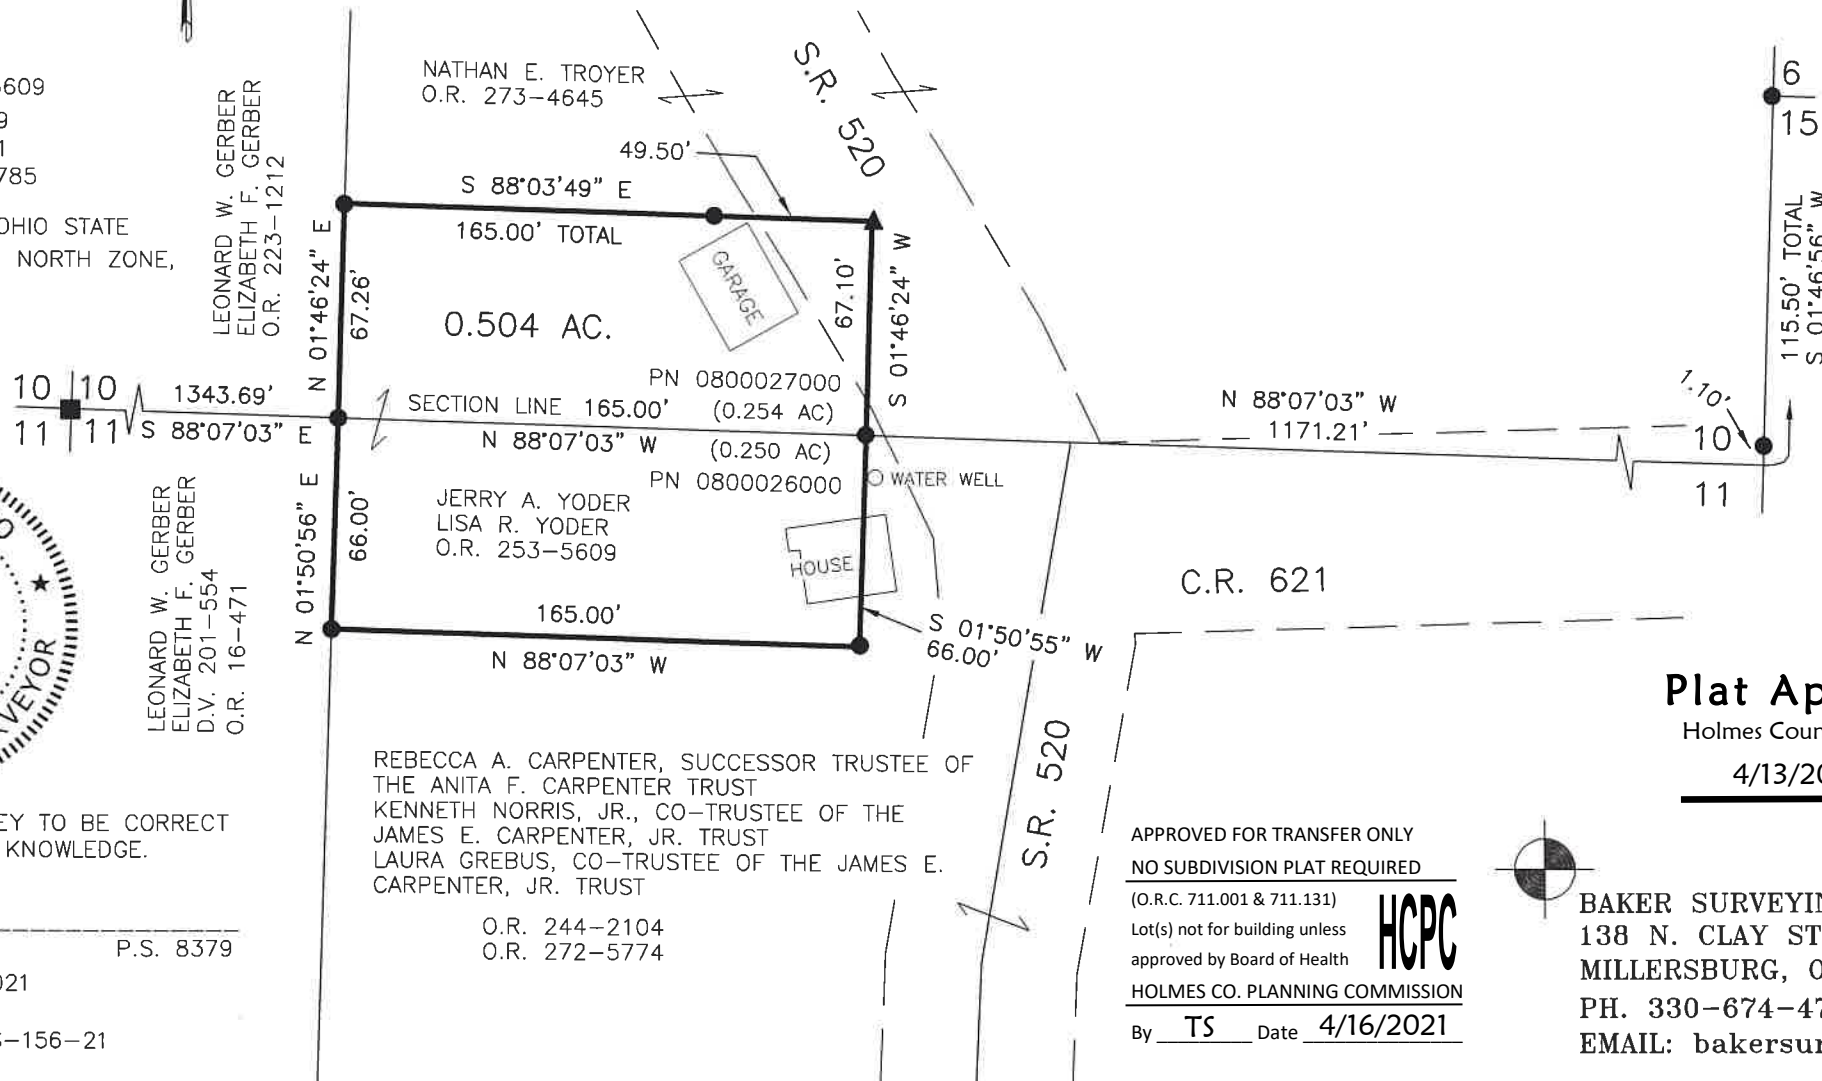 5609
9
1
785
OHIO STATE
NORTH ZONE,
LEONARD W. GERBER
ELIZABETH F. GERBER
O.R. 223-1212
NATHAN E. TROYER
O.R. 273-4645
49.50'
S.R. 520
S 88°03'49" E
165.00' TOTAL
N 01°46'24" E
67.26'
0.504 AC.
GARAGE
67.10'
S 01°46'24" W
6
15
115.50' TOTAL
S 01°46'56" W
1.10'
10 10
11 11
1343.69'
S 88°07'03" E
PN 0800027000
SECTION LINE 165.00' (0.254 AC)
N 88°07'03" W (0.250 AC)
PN 0800026000
WATER WELL
N 88°07'03" W
1171.21'
10
11
LEONARD W. GERBER
ELIZABETH F. GERBER
D.V. 201-554
O.R. 16-471
N 01°50'56" E
66.00'
JERRY A. YODER
LISA R. YODER
O.R. 253-5609
HOUSE
165.00'
N 88°07'03" W
S 01°50'55" W
66.00'
C.R. 621
S.R. 520
O
VEYOR
REBECCA A. CARPENTER, SUCCESSOR TRUSTEE OF
THE ANITA F. CARPENTER TRUST
KENNETH NORRIS, JR., CO-TRUSTEE OF THE
JAMES E. CARPENTER, JR. TRUST
LAURA GREBUS, CO-TRUSTEE OF THE JAMES E.
CARPENTER, JR. TRUST
O.R. 244-2104
O.R. 272-5774
EY TO BE CORRECT
KNOWLEDGE.
P.S. 8379
021
-156-21
Plat Ap
Holmes Coun
4/13/20
APPROVED FOR TRANSFER ONLY
NO SUBDIVISION PLAT REQUIRED
(O.R.C. 711.001 & 711.131)
Lot(s) not for building unless
approved by Board of Health
HCPC
HOLMES CO. PLANNING COMMISSION
By TS Date 4/16/2021
BAKER SURVEYIN
138 N. CLAY ST
MILLERSBURG, O
PH. 330-674-47
EMAIL: bakersur